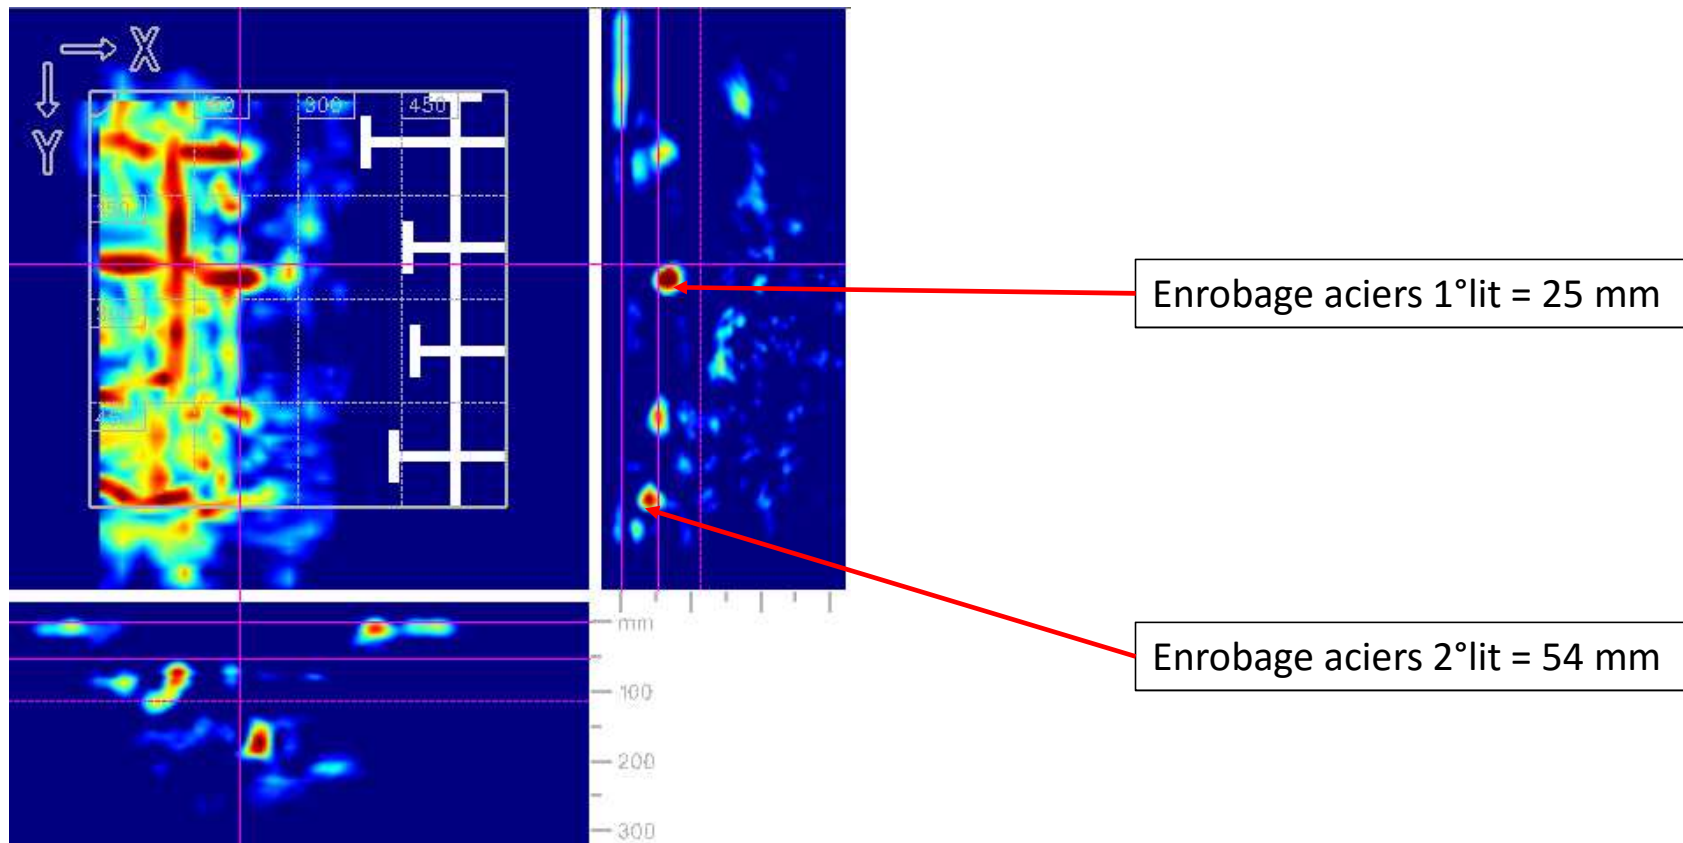 X
Y
150
300
450
Enrobage aciers 1°lit = 25 mm
Enrobage aciers 2°lit = 54 mm
mm
100
200
300